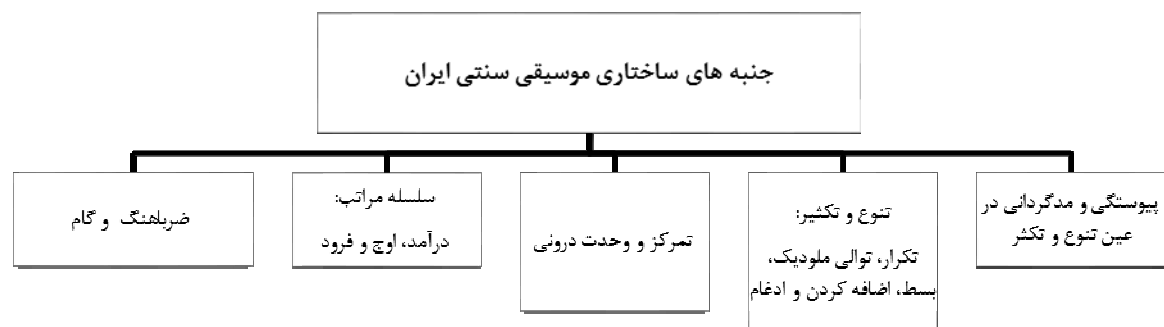 جنبه های ساختاری موسیقی سنتی ایران
پیوستگی و مدگردانی در
عین تنوع و تکثر
تنوع و تکثیر:
تکرار، توالی ملودیک،
بسط، اضافه کردن و ادغام
تمرکز و وحدت درونی
سلسله مراتب:
درآمد، اوج و فرود
ضرباهنگ و گام